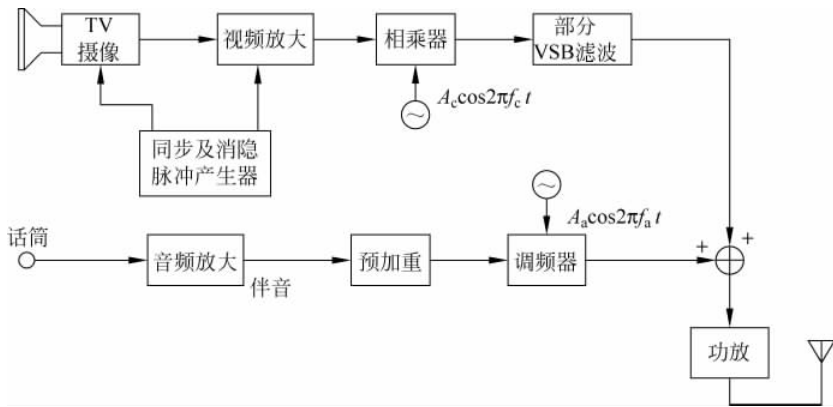 TV
摄像
视频放大
相乘器
部分
VSB滤波
A_c cos2πf_c t
同步及消隐
脉冲产生器
A_a cos2πf_a t
话筒
音频放大
伴音
预加重
调频器
+
+
功放